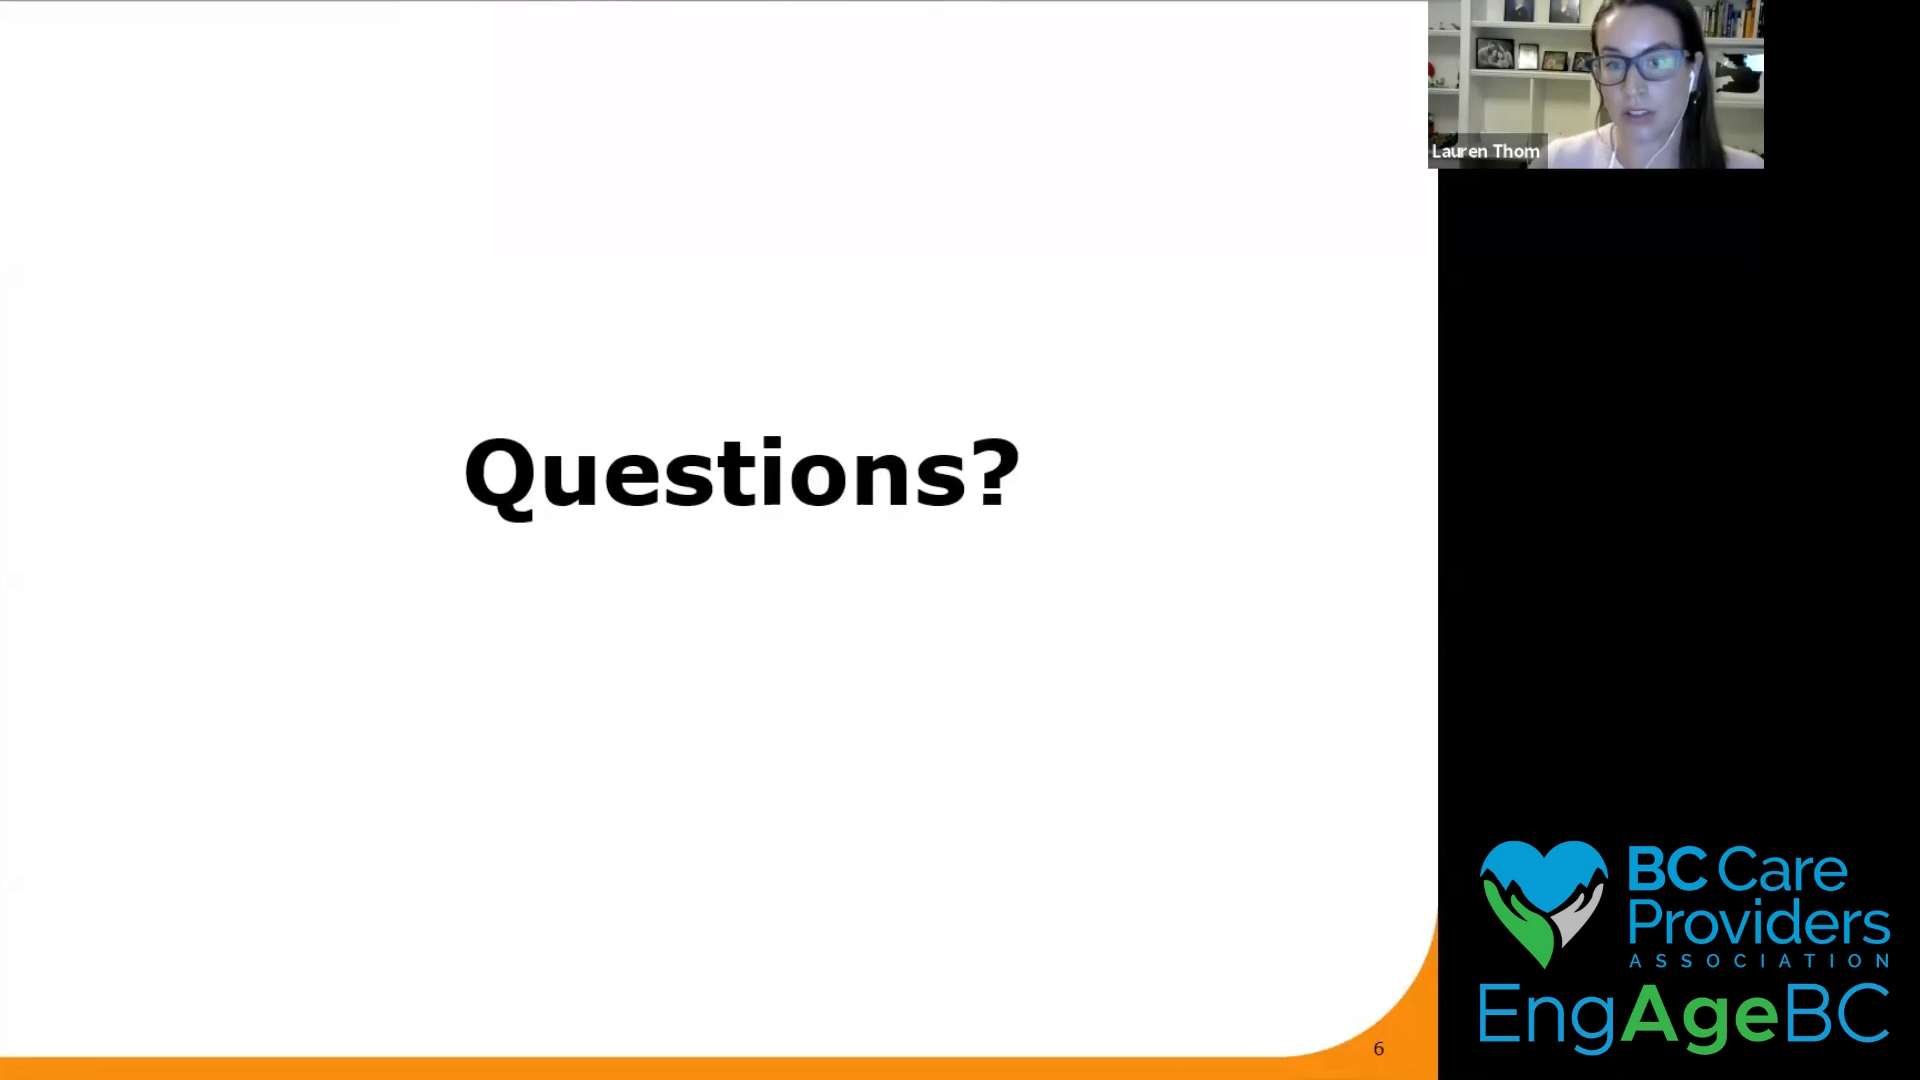 Lauren Thom
Questions?
6
BC Care
Providers
ASSOCIATION
EngAgeBC